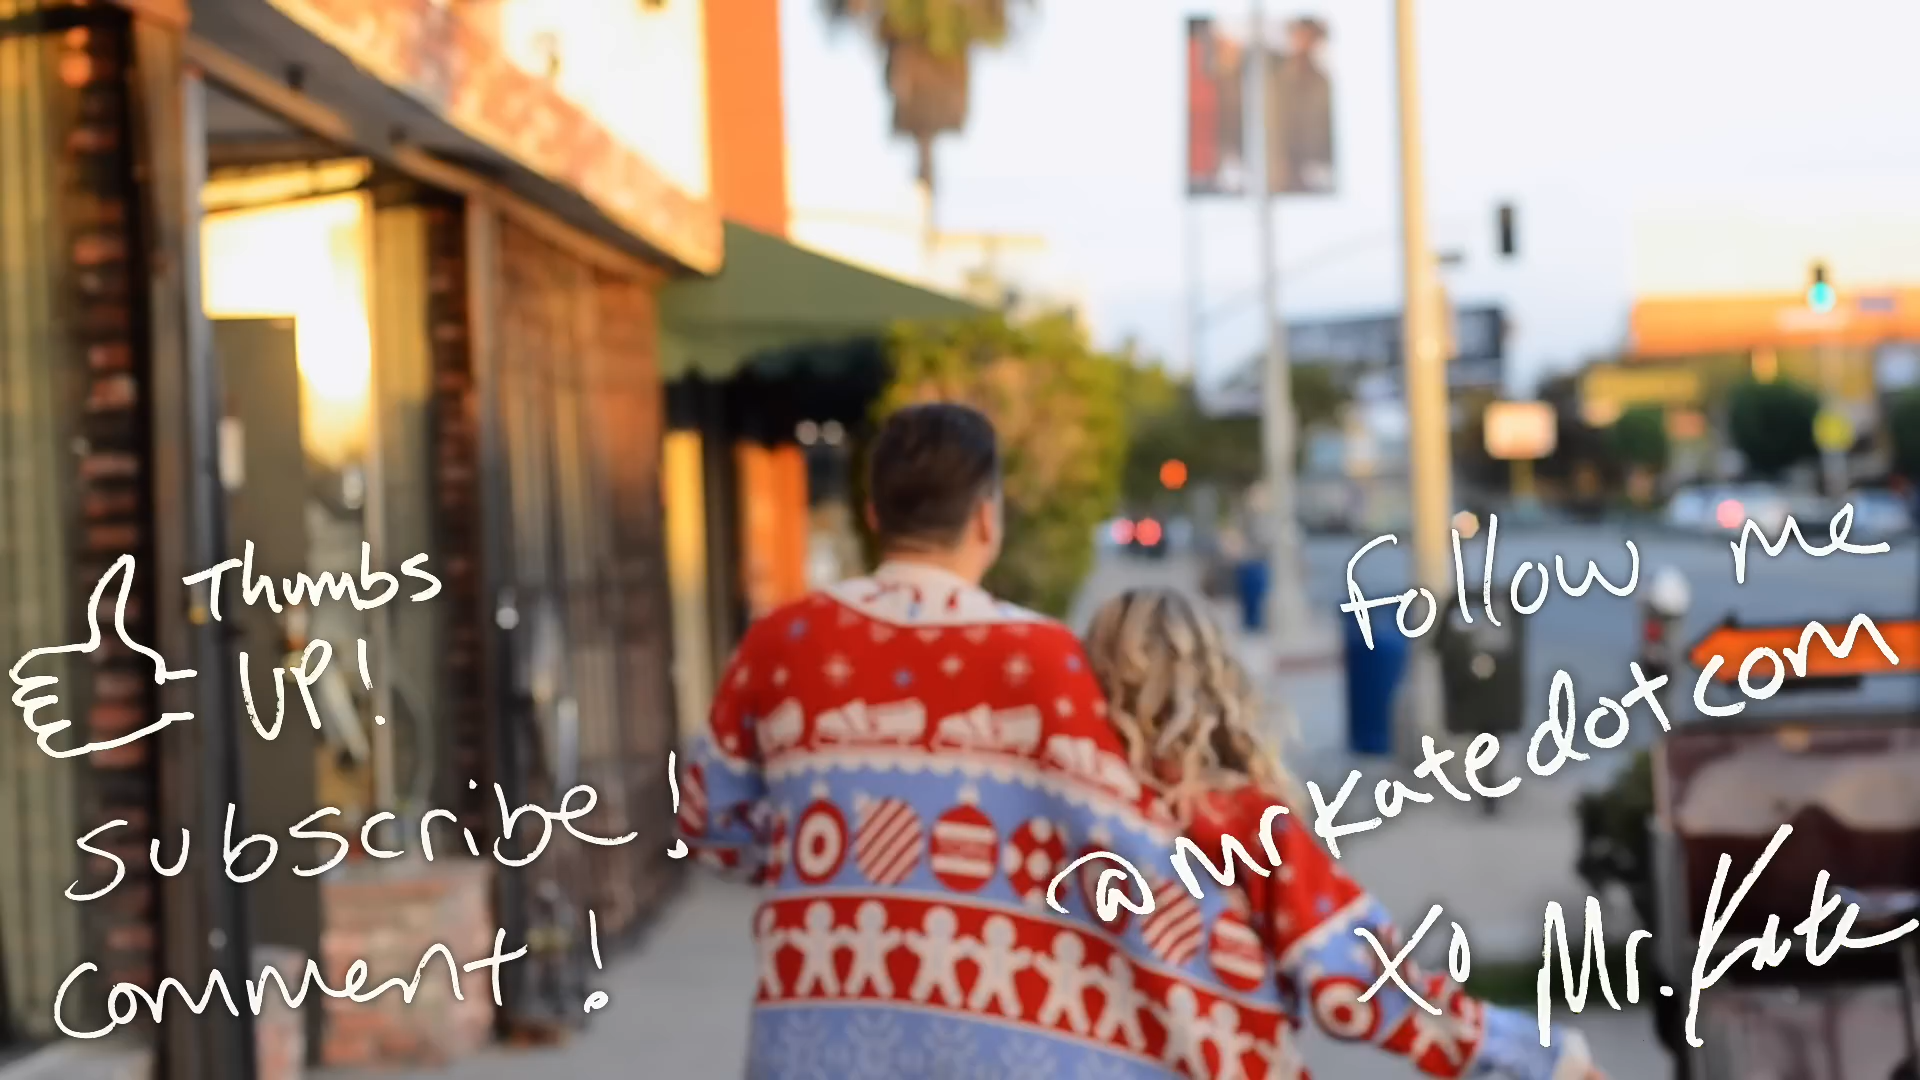 Thumbs
UP!
subscribe!
comment!
follow me
@mrkatedotcom
XO Mr. Kate